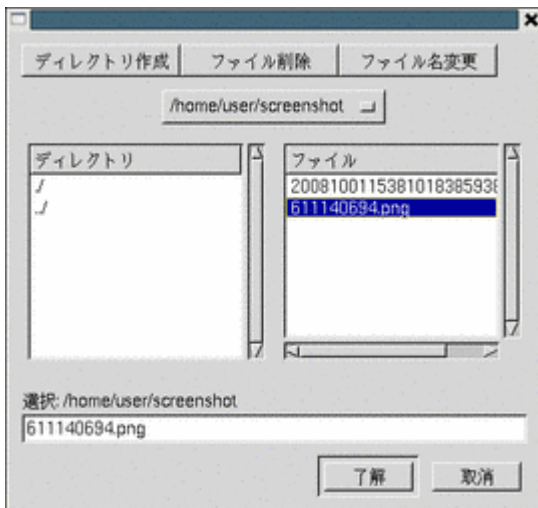 ディレクトリ作成 ファイル削除 ファイル名変更
/home/user/screenshot
ディレクトリ
./
../
ファイル
2008100115381018385938
611140694.png
選択: /home/user/screenshot
611140694.png
了解 取消